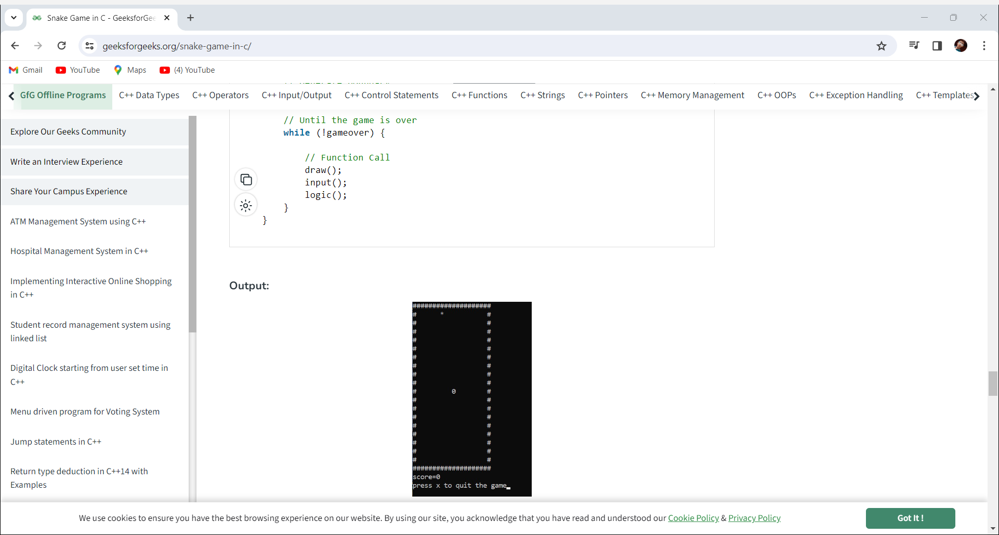 Snake Game in C - GeeksforGee
geeksforgeeks.org/snake-game-in-c/
Gmail YouTube Maps (4) YouTube
GfG Offline Programs C++ Data Types C++ Operators C++ Input/Output C++ Control Statements C++ Functions C++ Strings C++ Pointers C++ Memory Management C++ OOPs C++ Exception Handling C++ Templates
Explore Our Geeks Community
Write an Interview Experience
Share Your Campus Experience
ATM Management System using C++
Hospital Management System in C++
Implementing Interactive Online Shopping
in C++
Student record management system using
linked list
Digital Clock starting from user set time in
C++
Menu driven program for Voting System
Jump statements in C++
Return type deduction in C++14 with
Examples
// Until the game is over
while (!gameover) {
// Function Call
draw();
input();
logic();
}
}
Output:
####################
# * #
# #
# #
# #
# #
# #
# #
# #
# #
# 0 #
# #
# #
# #
# #
# #
# #
# #
# #
####################
score=0
press x to quit the game
We use cookies to ensure you have the best browsing experience on our website. By using our site, you acknowledge that you have read and understood our Cookie Policy & Privacy Policy
Got It !